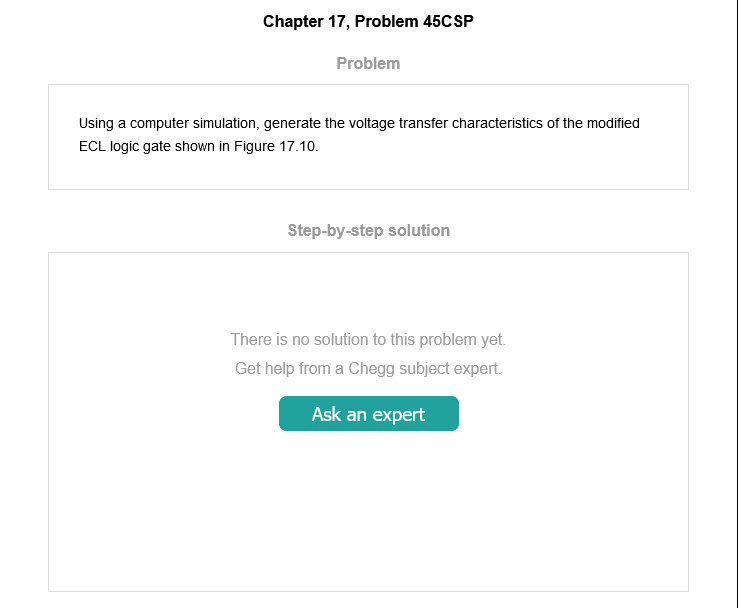 Chapter 17, Problem 45CSP
Problem
Using a computer simulation, generate the voltage transfer characteristics of the modified
ECL logic gate shown in Figure 17.10.
Step-by-step solution
There is no solution to this problem yet.
Get help from a Chegg subject expert.
Ask an expert